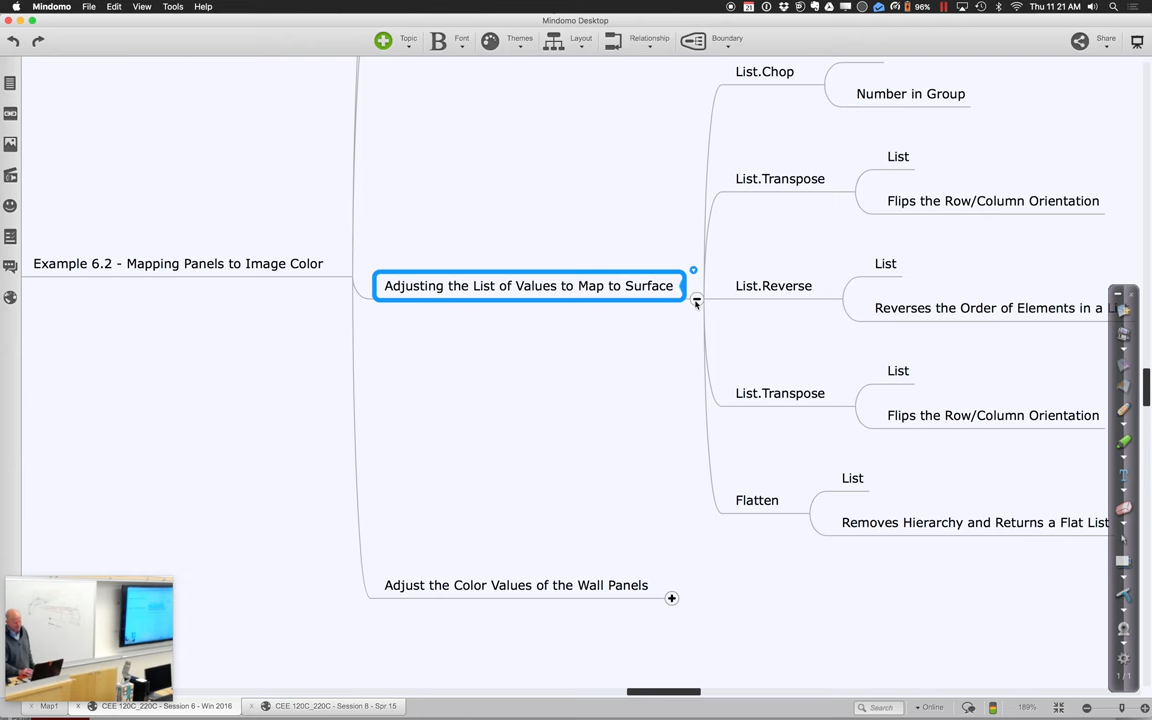 Mindomo File Edit View Tools Help 21 96% Thu 11 21 AM
Mindomo Desktop
Topic B Font Themes Layout Relationship Boundary Share
List.Chop
Number in Group
List
List.Transpose
Flips the Row/Column Orientation
Example 6.2 - Mapping Panels to Image Color
List
Adjusting the List of Values to Map to Surface
List.Reverse
Reverses the Order of Elements in a
List
List.Transpose
Flips the Row/Column Orientation
List
Flatten
Removes Hierarchy and Returns a Flat List
Adjust the Color Values of the Wall Panels
1 / 1
Map1 CEE 120C_220C - Session 6 - Win 2016 CEE 120C_220C - Session 8 - Spr 15 Search Online 189%